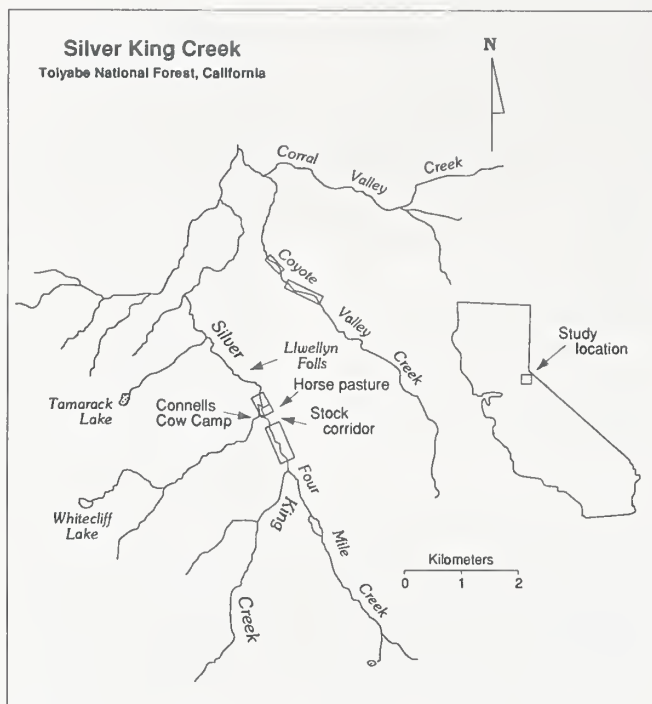 Silver King Creek
Toiyabe National Forest, California
N
Corral Valley Creek
Coyote Valley Creek
Silver King Creek
Llwellyn
Folls
Horse pasture
Connells
Cow Camp
Stock
corridor
Tamarack
Lake
Whitecliff
Lake
Four Mile Creek
Study
location
Kilometers
0 1 2